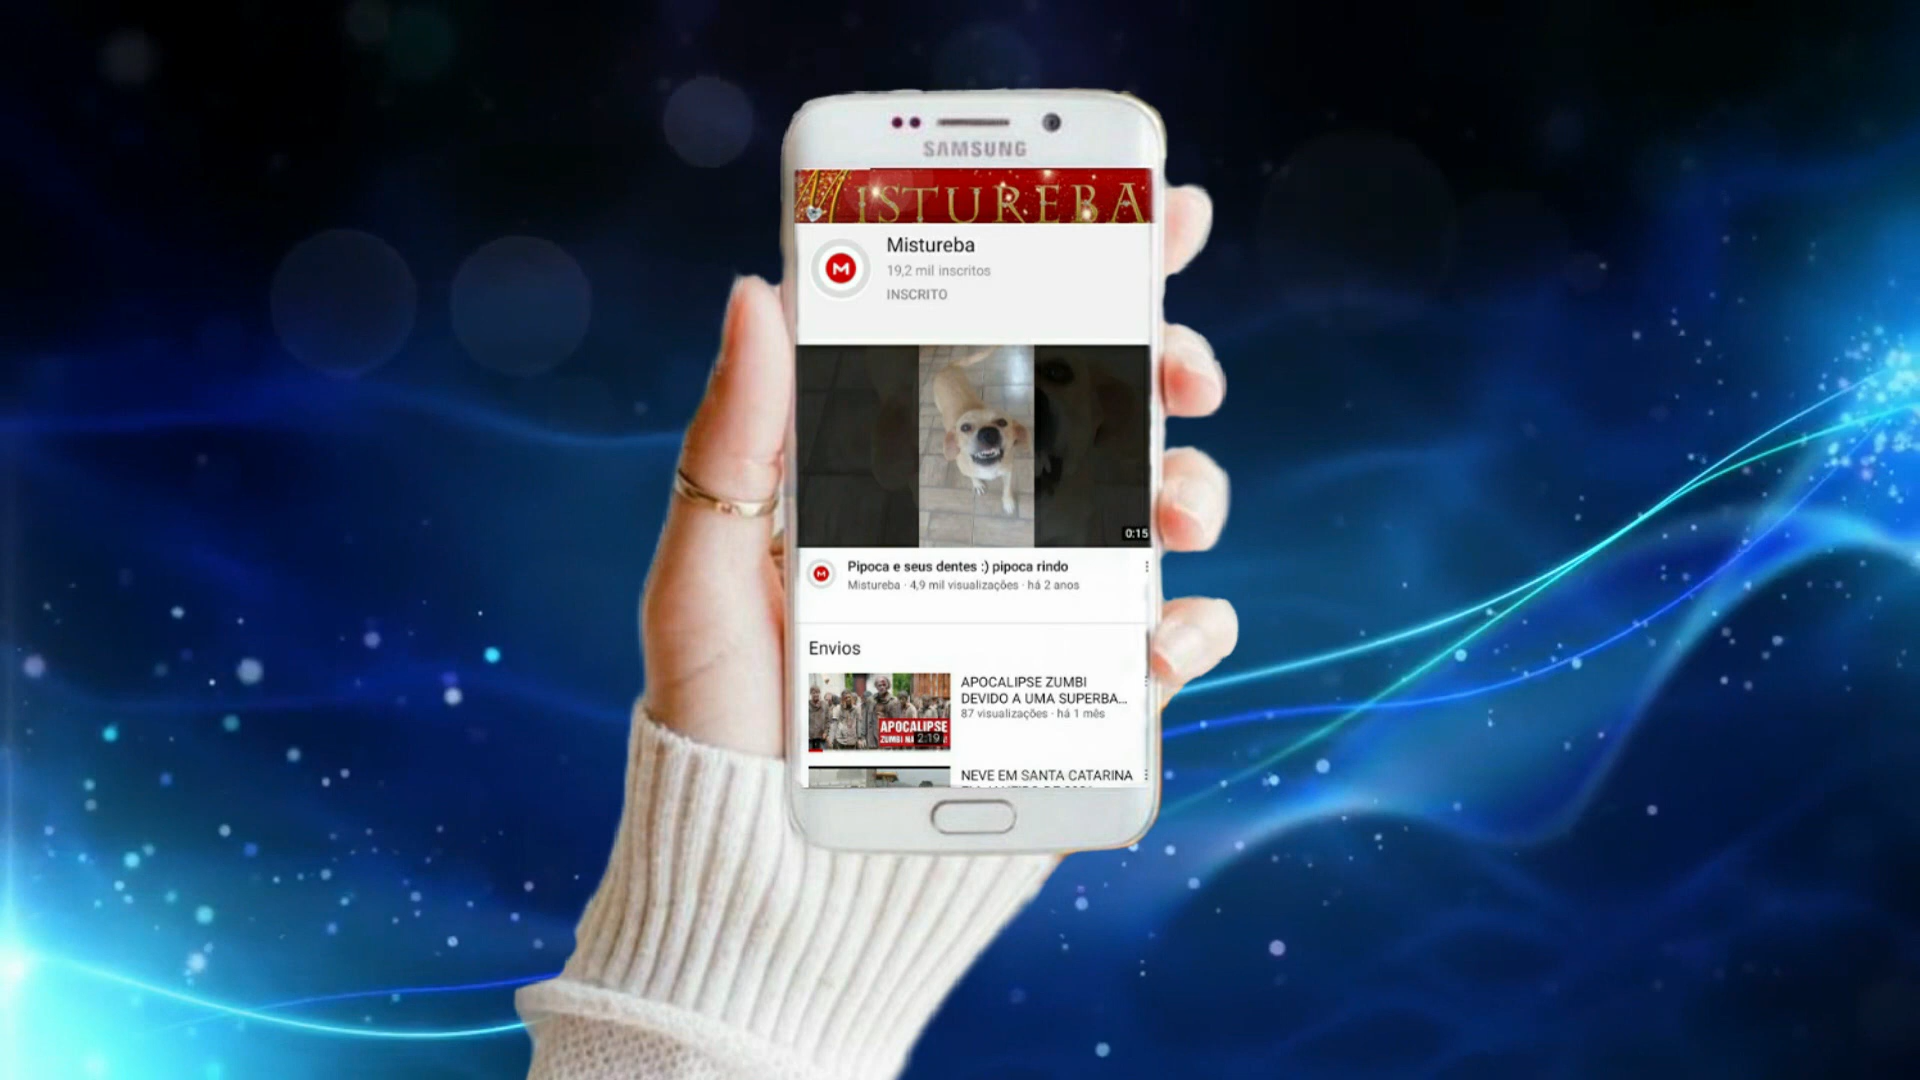 SAMSUNG
MISTUREBA
Mistureba
M
19,2 mil inscritos
INSCRITO
0:15
Pipoca e seus dentes :) pipoca rindo
M
Mistureba · 4,9 mil visualizações · há 2 anos
Envios
APOCALIPSE ZUMBI
DEVIDO A UMA SUPERBA...
87 visualizações · há 1 mês
APOCALIPSE
ZUMBI
2:19
NEVE EM SANTA CATARINA